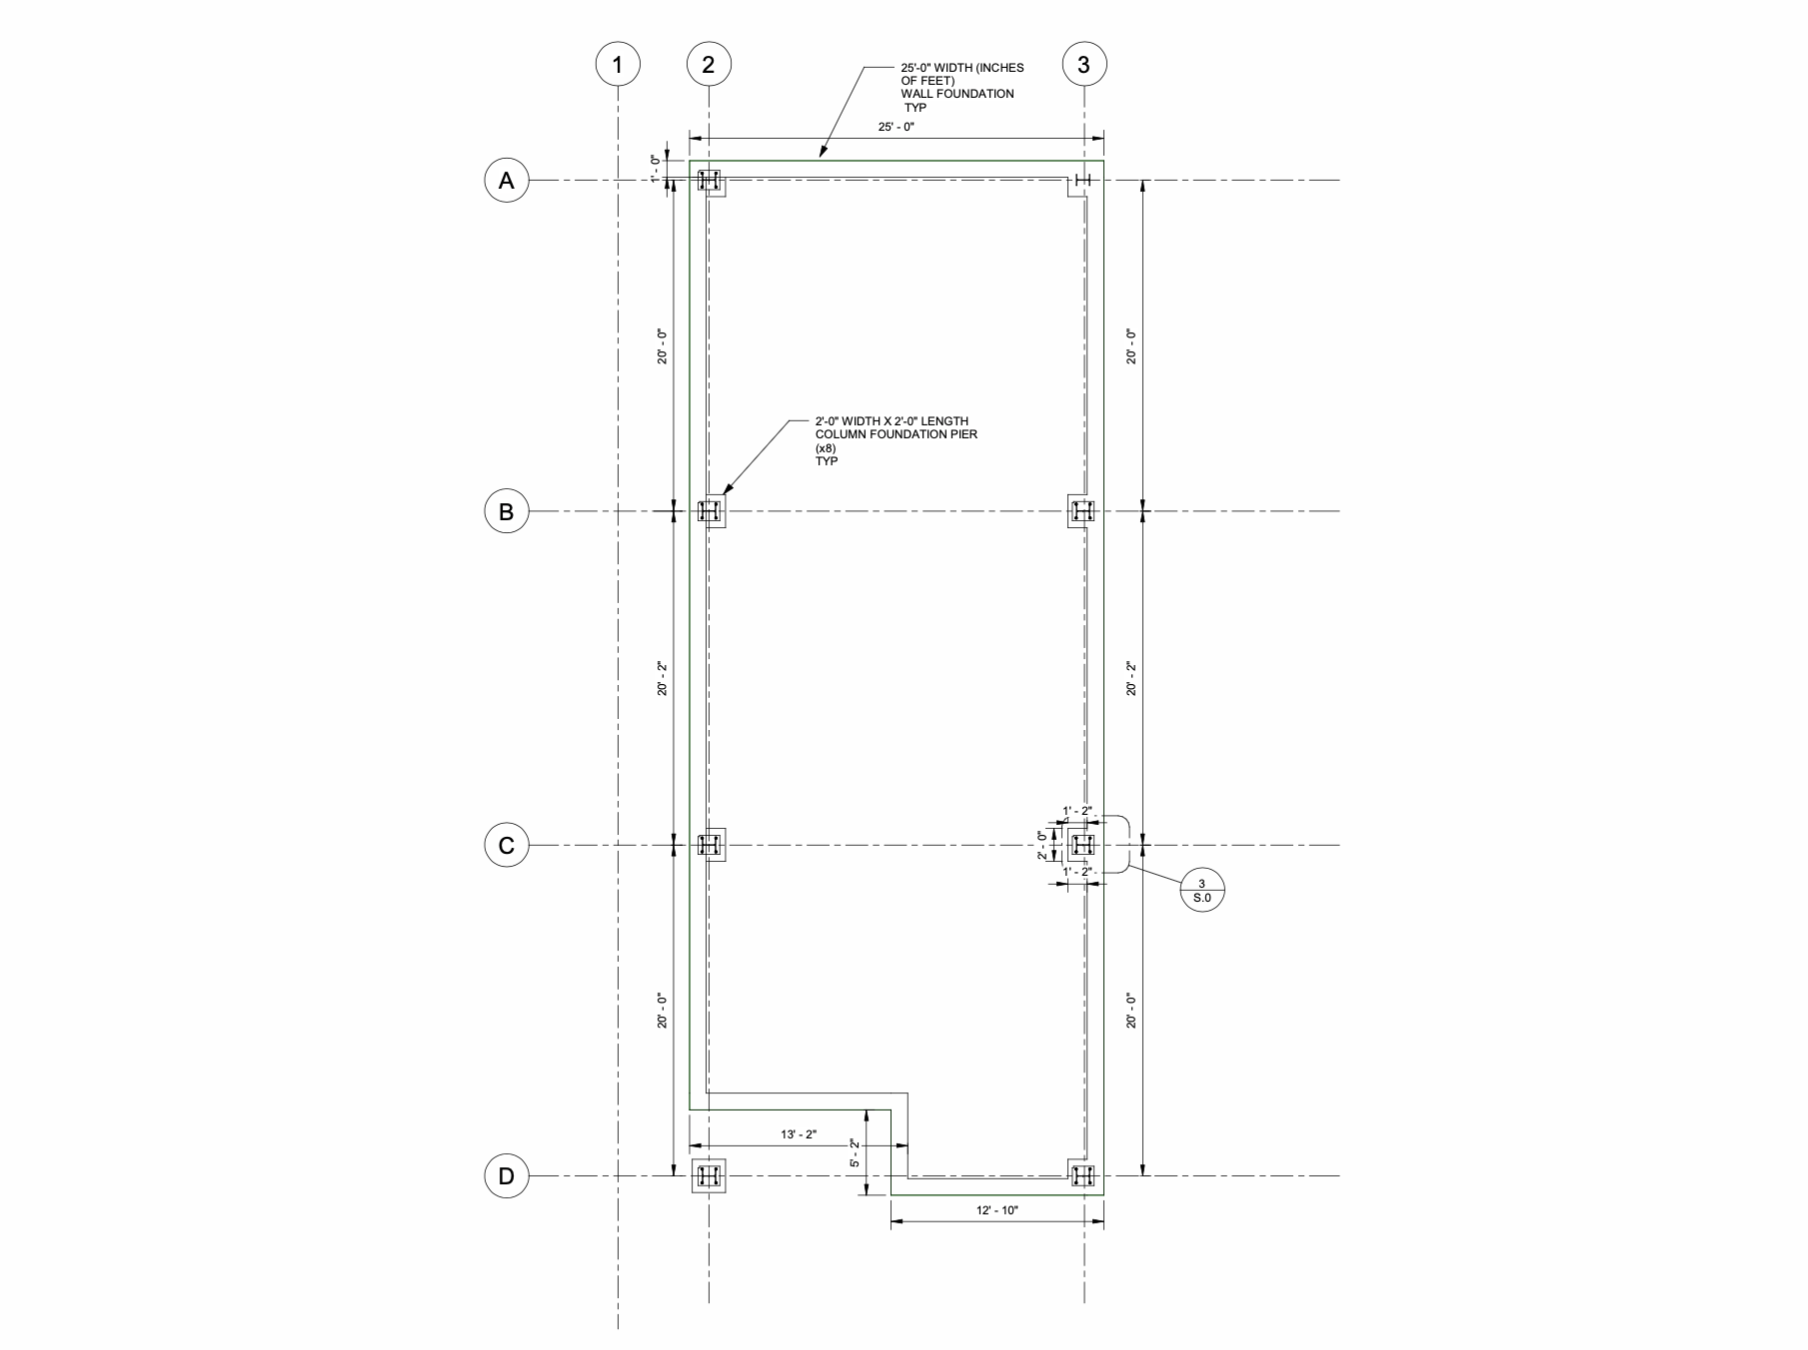 1
2
3
25'-0" WIDTH (INCHES
OF FEET)
WALL FOUNDATION
TYP
25' - 0"
1' - 0"
A
20' - 0"
20' - 0"
2'-0" WIDTH X 2'-0" LENGTH
COLUMN FOUNDATION PIER
(x8)
TYP
B
20' - 2"
20' - 2"
1' - 2"
2' - 0"
C
1' - 2"
3
S.0
20' - 0"
20' - 0"
13' - 2"
5' - 2"
D
12' - 10"